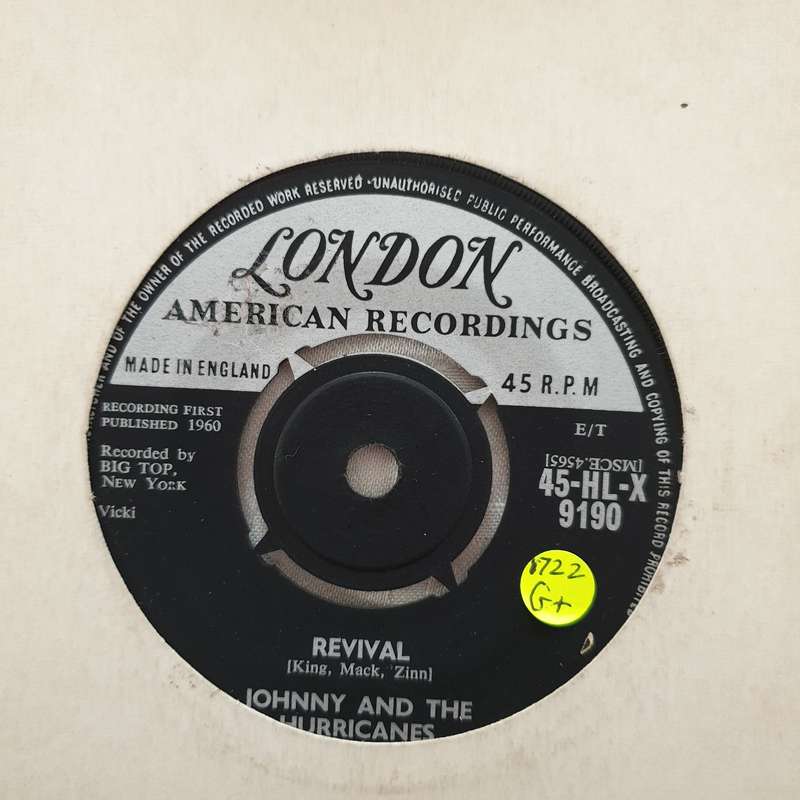 AND OF THE OWNER OF THE RECORDED WORK RESERVED · UNAUTHORISED PUBLIC PERFORMANCE BROADCASTING AND COPYING OF THIS RECORD PROHIBITED
LONDON
AMERICAN RECORDINGS
MADE IN ENGLAND
45 R.P.M
RECORDING FIRST
PUBLISHED 1960
E/T
Recorded by
BIG TOP,
NEW YORK
[MSCE.4565]
45-HL-X
9190
Vicki
1722
G+
REVIVAL
[King, Mack, Zinn]
JOHNNY AND THE
HURRICANES